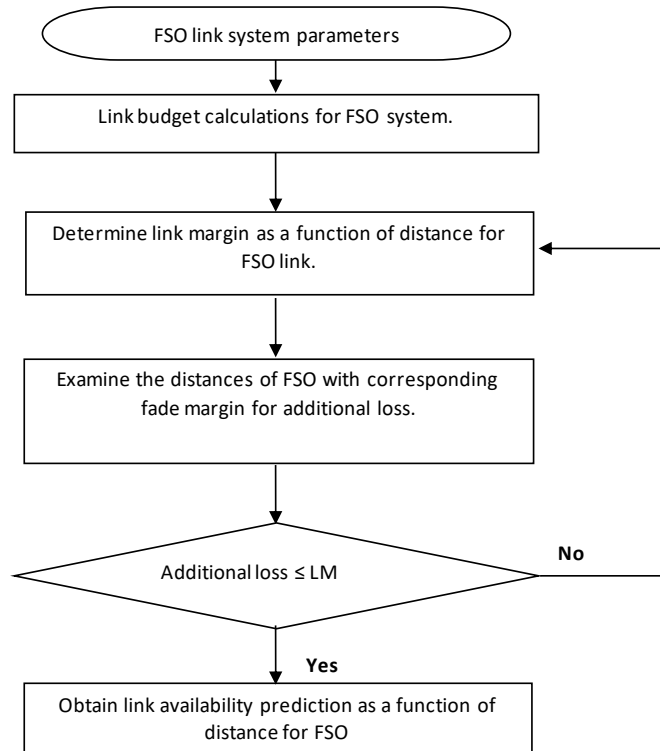 FSO link system parameters
Link budget calculations for FSO system.
Determine link margin as a function of distance for
FSO link.
Examine the distances of FSO with corresponding
fade margin for additional loss.
No
Additional loss ≤ LM
Yes
Obtain link availability prediction as a function of
distance for FSO